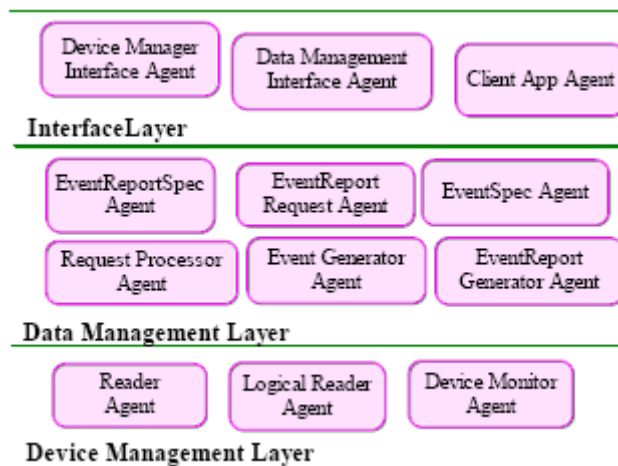 Device Manager
Interface Agent
Data Management
Interface Agent
Client App Agent
InterfaceLayer
EventReportSpec
Agent
EventReport
Request Agent
EventSpec Agent
Request Processor
Agent
Event Generator
Agent
EventReport
Generator Agent
Data Management Layer
Reader
Agent
Logical Reader
Agent
Device Monitor
Agent
Device Management Layer